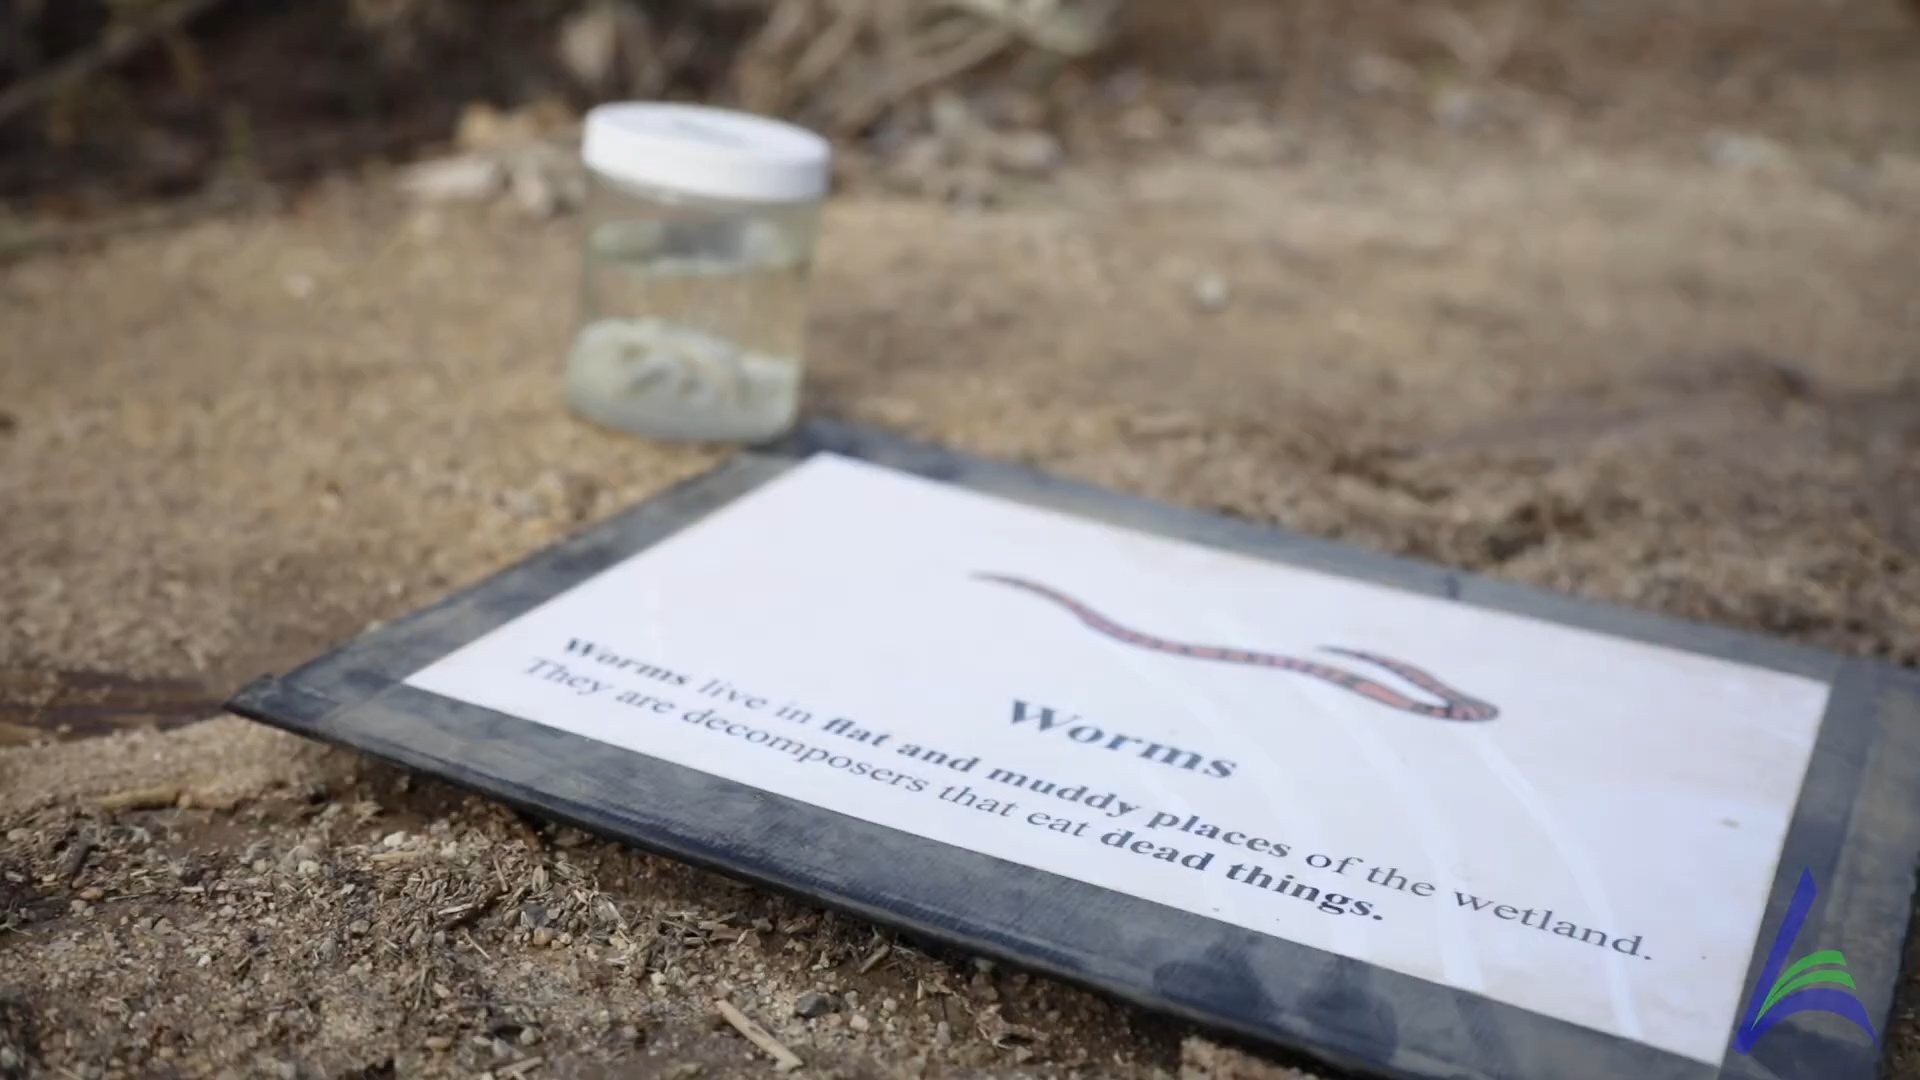 Worms
Worms live in flat and muddy places of the wetland.
They are decomposers that eat dead things.